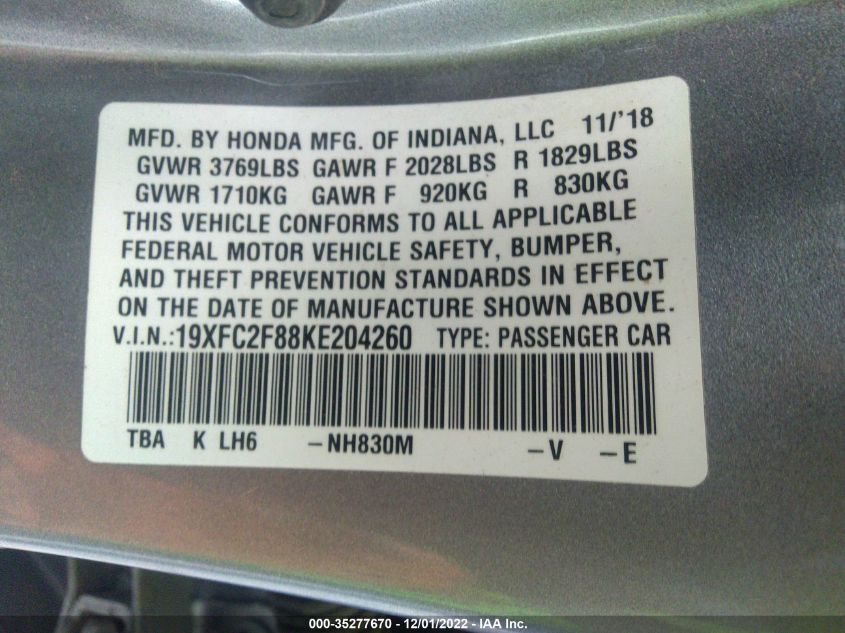 MFD. BY HONDA MFG. OF INDIANA, LLC 11/'18
GVWR 3769LBS GAWR F 2028LBS R 1829LBS
GVWR 1710KG GAWR F 920KG R 830KG
THIS VEHICLE CONFORMS TO ALL APPLICABLE
FEDERAL MOTOR VEHICLE SAFETY, BUMPER,
AND THEFT PREVENTION STANDARDS IN EFFECT
ON THE DATE OF MANUFACTURE SHOWN ABOVE.
V.I.N.:19XFC2F88KE204260 TYPE: PASSENGER CAR
TBA K LH6 –NH830M –V –E
000-35277670 - 12/01/2022 - IAA Inc.